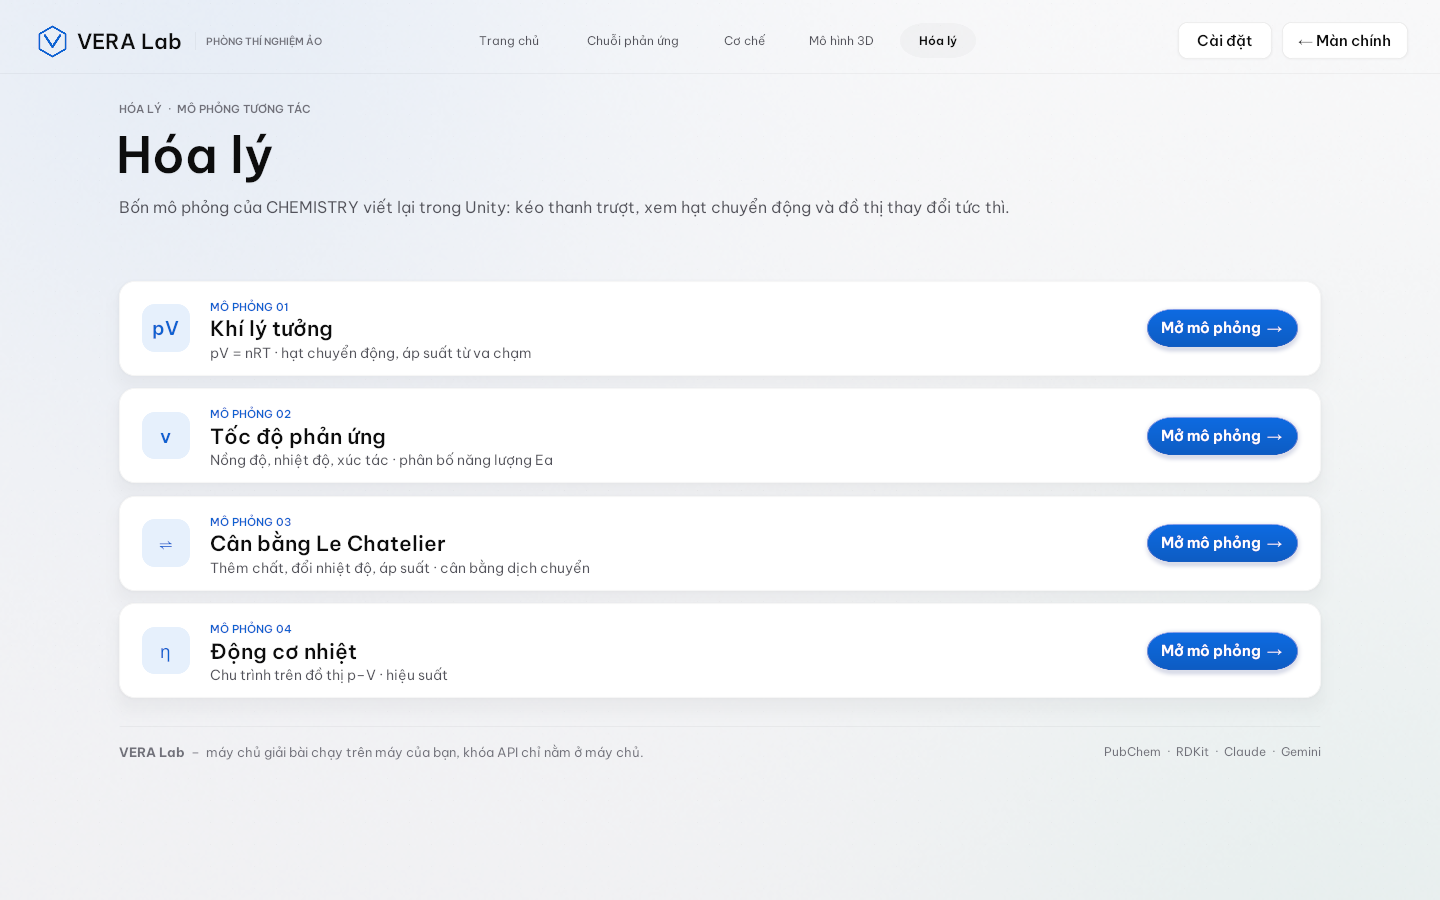 VERA Lab PHÒNG THÍ NGHIỆM ẢO Trang chủ Chuỗi phản ứng Cơ chế Mô hình 3D Hóa lý Cài đặt ← Màn chính
HÓA LÝ · MÔ PHỎNG TƯƠNG TÁC
Hóa lý
Bốn mô phỏng của CHEMISTRY viết lại trong Unity: kéo thanh trượt, xem hạt chuyển động và đồ thị thay đổi tức thì.
MÔ PHỎNG 01
pV Khí lý tưởng Mở mô phỏng →
pV = nRT · hạt chuyển động, áp suất từ va chạm
MÔ PHỎNG 02
v Tốc độ phản ứng Mở mô phỏng →
Nồng độ, nhiệt độ, xúc tác · phân bố năng lượng Ea
MÔ PHỎNG 03
⇌ Cân bằng Le Chatelier Mở mô phỏng →
Thêm chất, đổi nhiệt độ, áp suất · cân bằng dịch chuyển
MÔ PHỎNG 04
η Động cơ nhiệt Mở mô phỏng →
Chu trình trên đồ thị p–V · hiệu suất
VERA Lab – máy chủ giải bài chạy trên máy của bạn, khóa API chỉ nằm ở máy chủ. PubChem · RDKit · Claude · Gemini